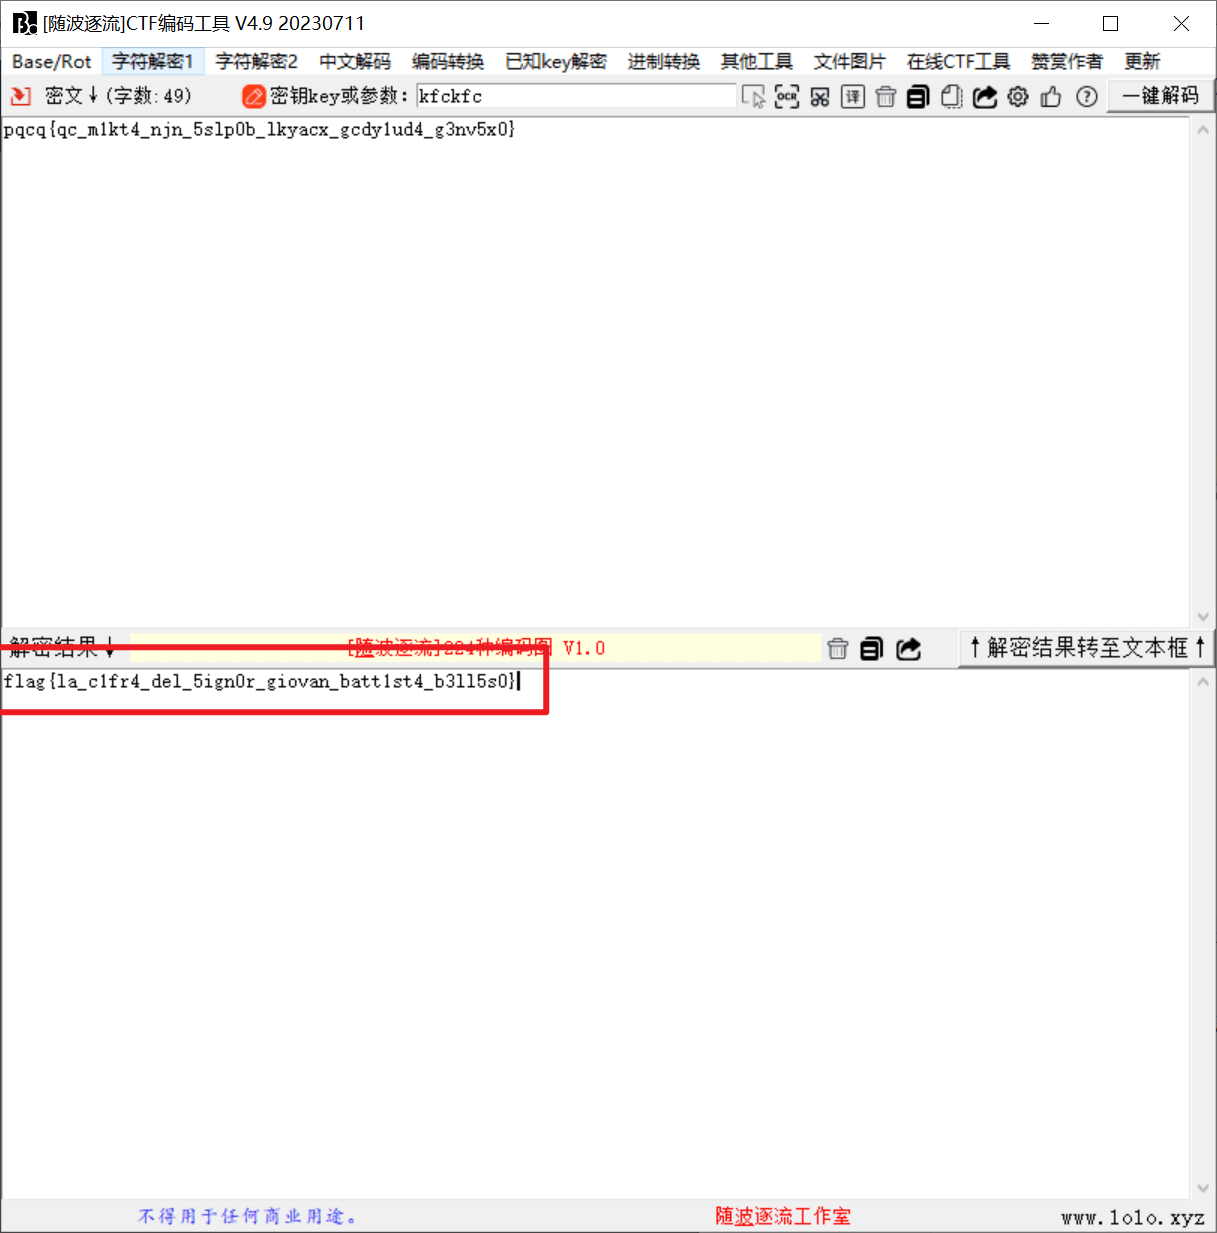 [随波逐流]CTF编码工具 V4.9 20230711
Base/Rot 字符解密1 字符解密2 中文解码 编码转换 已知key解密 进制转换 其他工具 文件图片 在线CTF工具 赞赏作者 更新
密文↓(字数:49) 密钥key或参数: kfckfc OCR 译 一键解码
pqcq{qc_m1kt4_njn_5slp0b_lkyacx_gcdy1ud4_g3nv5x0}
解密结果↓ [随波逐流]224种编码图 V1.0 ↑解密结果转至文本框↑
flag{la_c1fr4_del_5ign0r_giovan_batt1st4_b3ll5s0}
不得用于任何商业用途。 随波逐流工作室 www.1o1o.xyz